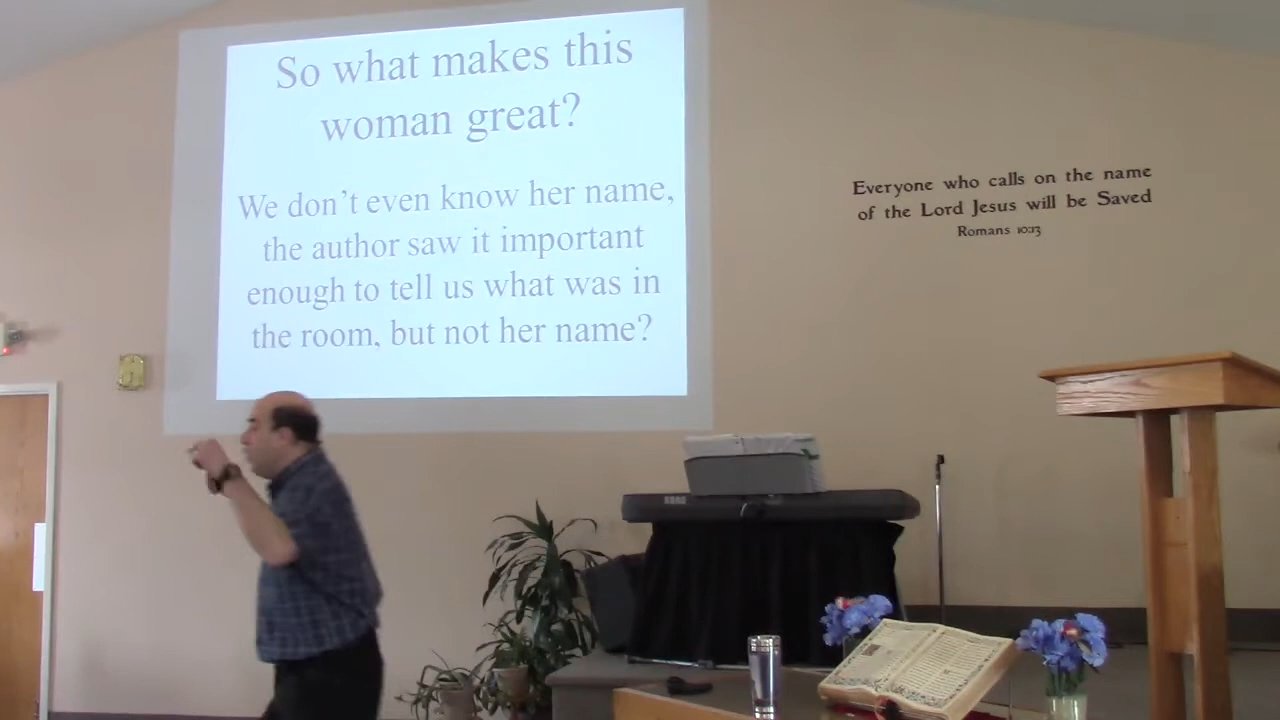 So what makes this
woman great?
We don't even know her name,
the author saw it important
enough to tell us what was in
the room, but not her name?
Everyone who calls on the name
of the Lord Jesus will be Saved
Romans 10:13
KORG